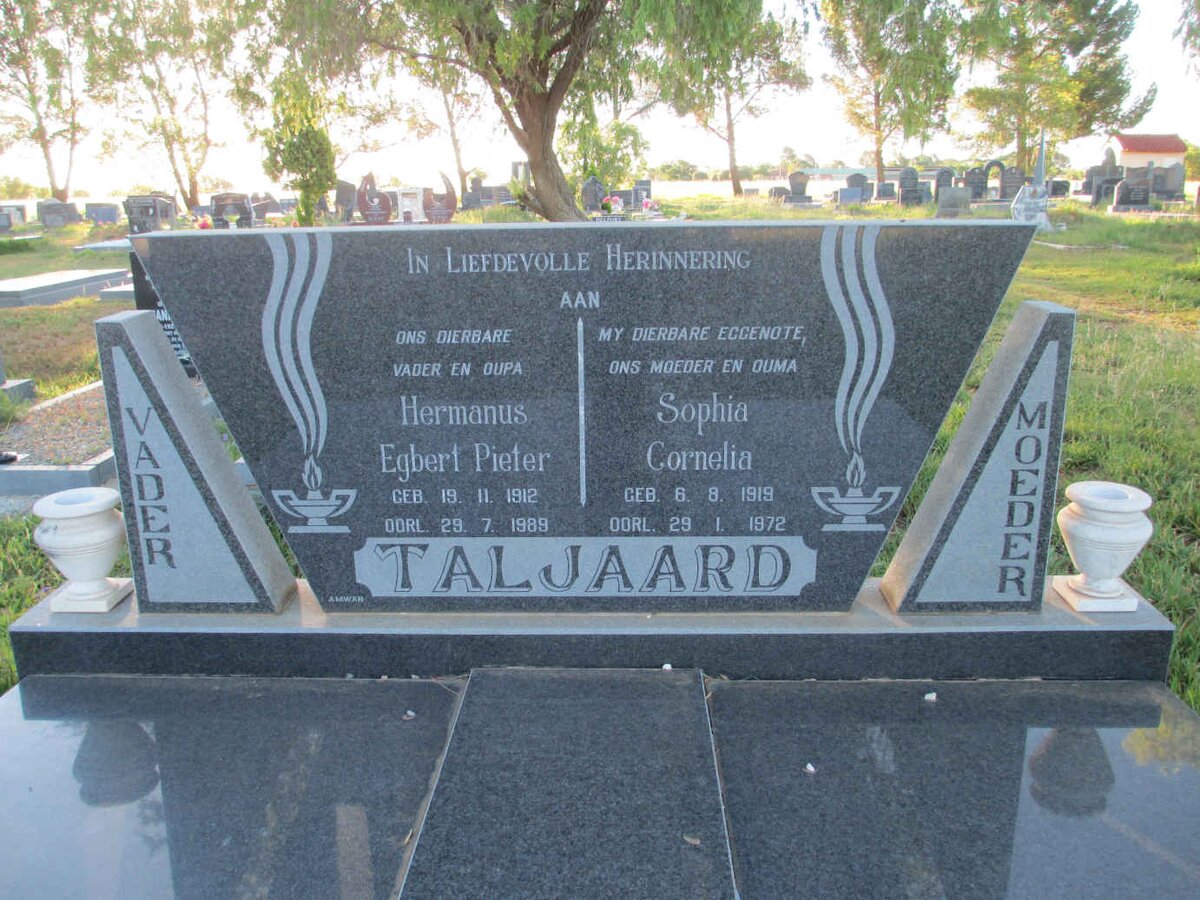 In Liefdevolle Herinnering
AAN
ONS DIERBARE
VADER EN OUPA
Hermanus
Egbert Pieter
GEB. 19. 11. 1912
OORL. 29. 7. 1989
MY DIERBARE EGGENOTE,
ONS MOEDER EN OUMA
Sophia
Cornelia
GEB. 6. 8. 1919
OORL. 29. 1. 1972
TALJAARD
AMWAN
VADER
MOEDER